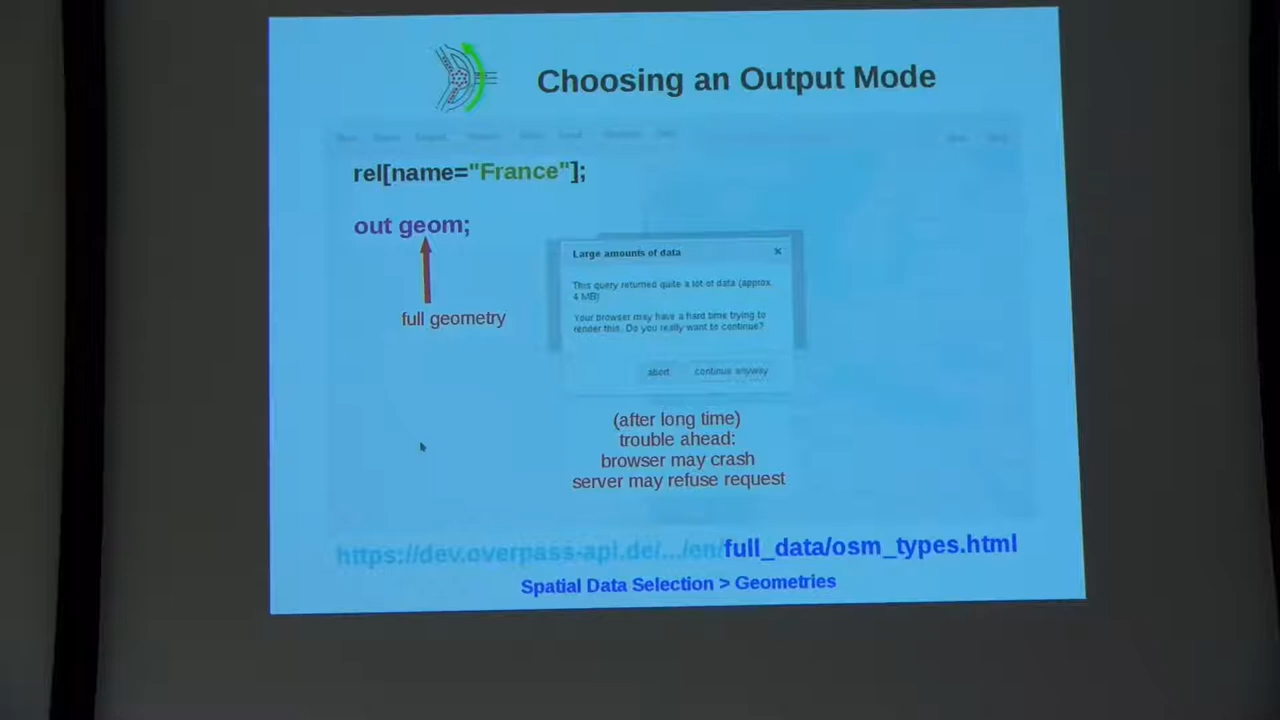 Choosing an Output Mode
rel[name="France"];
out geom;
full geometry
Large amounts of data
×
This query returned quite a lot of data (approx.
4 MB)
Your browser may have a hard time trying to
render this. Do you really want to continue?
abort
continue anyway
(after long time)
trouble ahead:
browser may crash
server may refuse request
https://dev.overpass-api.de/.../en/full_data/osm_types.html
Spatial Data Selection > Geometries